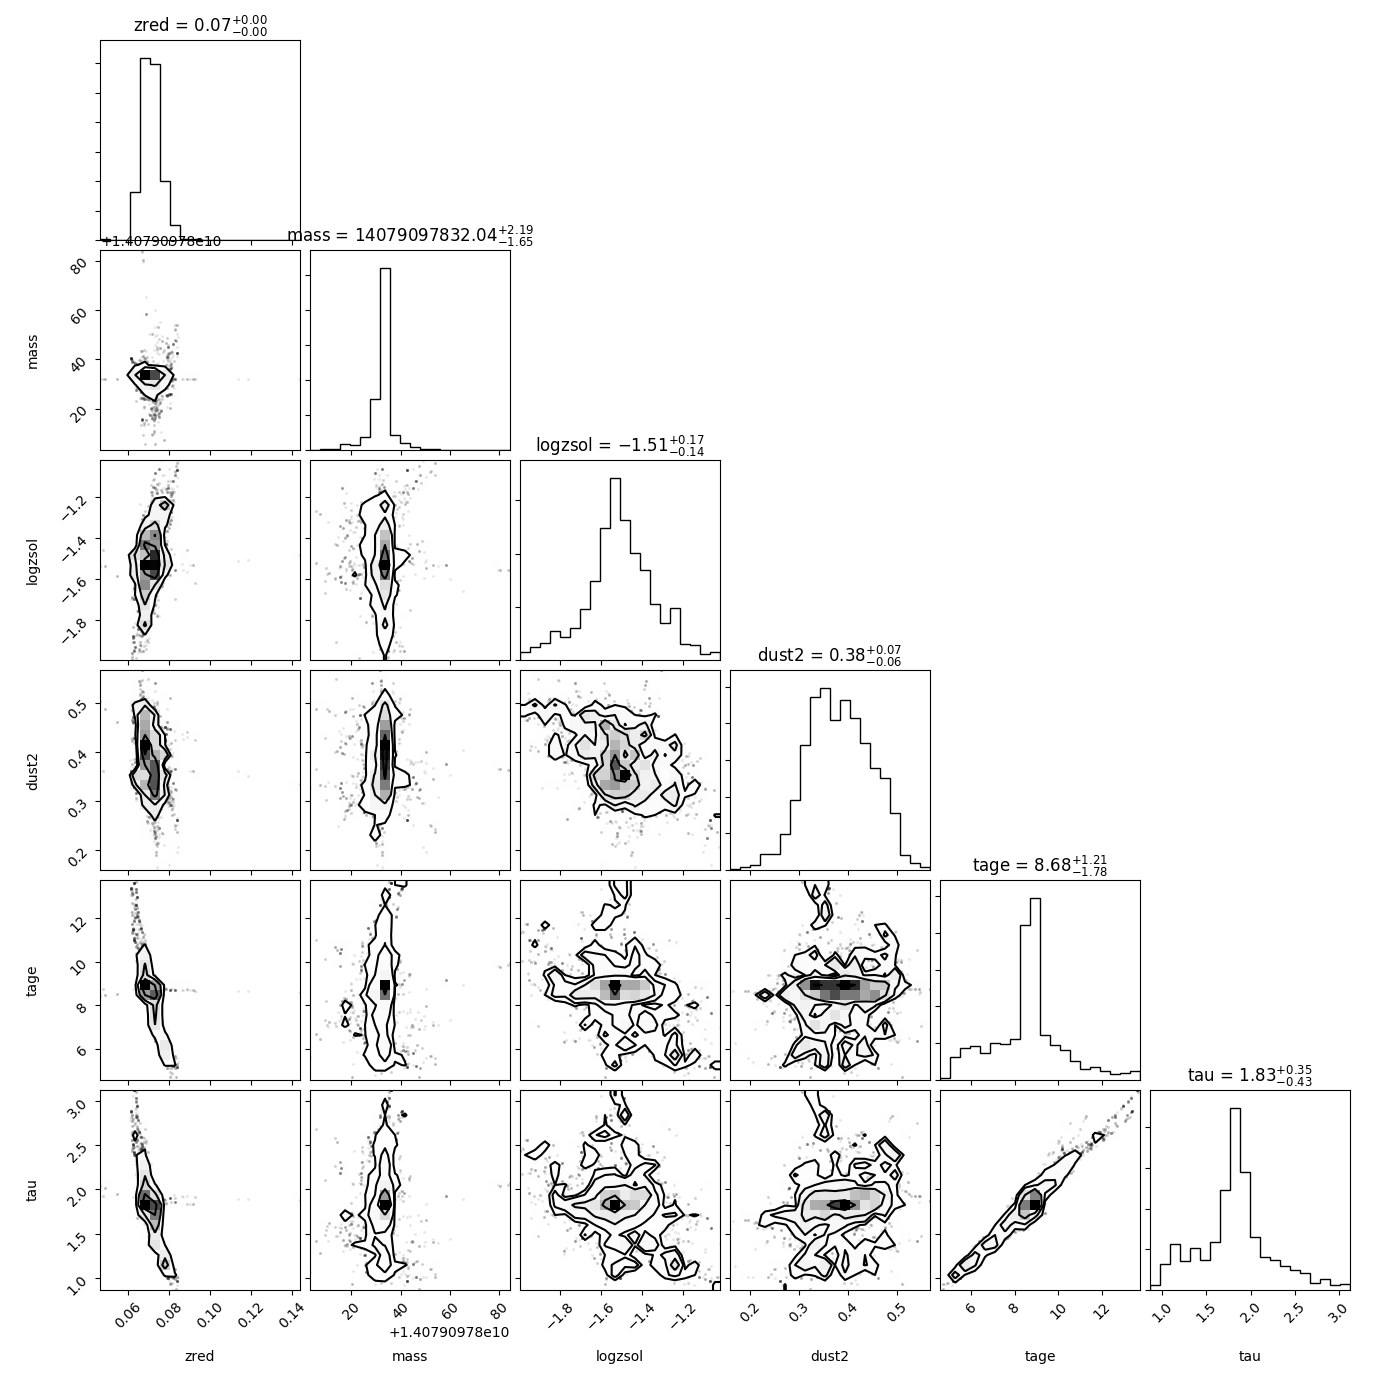 zred = 0.07 +0.00 −0.00
+1.40790978e10
mass = 14079097832.04 +2.19 −1.65
80
60
40
20
mass
logzsol = −1.51 +0.17 −0.14
−1.2
−1.4
−1.6
−1.8
logzsol
dust2 = 0.38 +0.07 −0.06
0.5
0.4
0.3
0.2
dust2
tage = 8.68 +1.21 −1.78
12
10
8
6
tage
tau = 1.83 +0.35 −0.43
3.0
2.5
2.0
1.5
1.0
tau
0.06 0.08 0.10 0.12 0.14 20 40 60 80 −1.8 −1.6 −1.4 −1.2 0.2 0.3 0.4 0.5 6 8 10 12 1.0 1.5 2.0 2.5 3.0
+1.40790978e10
zred mass logzsol dust2 tage tau